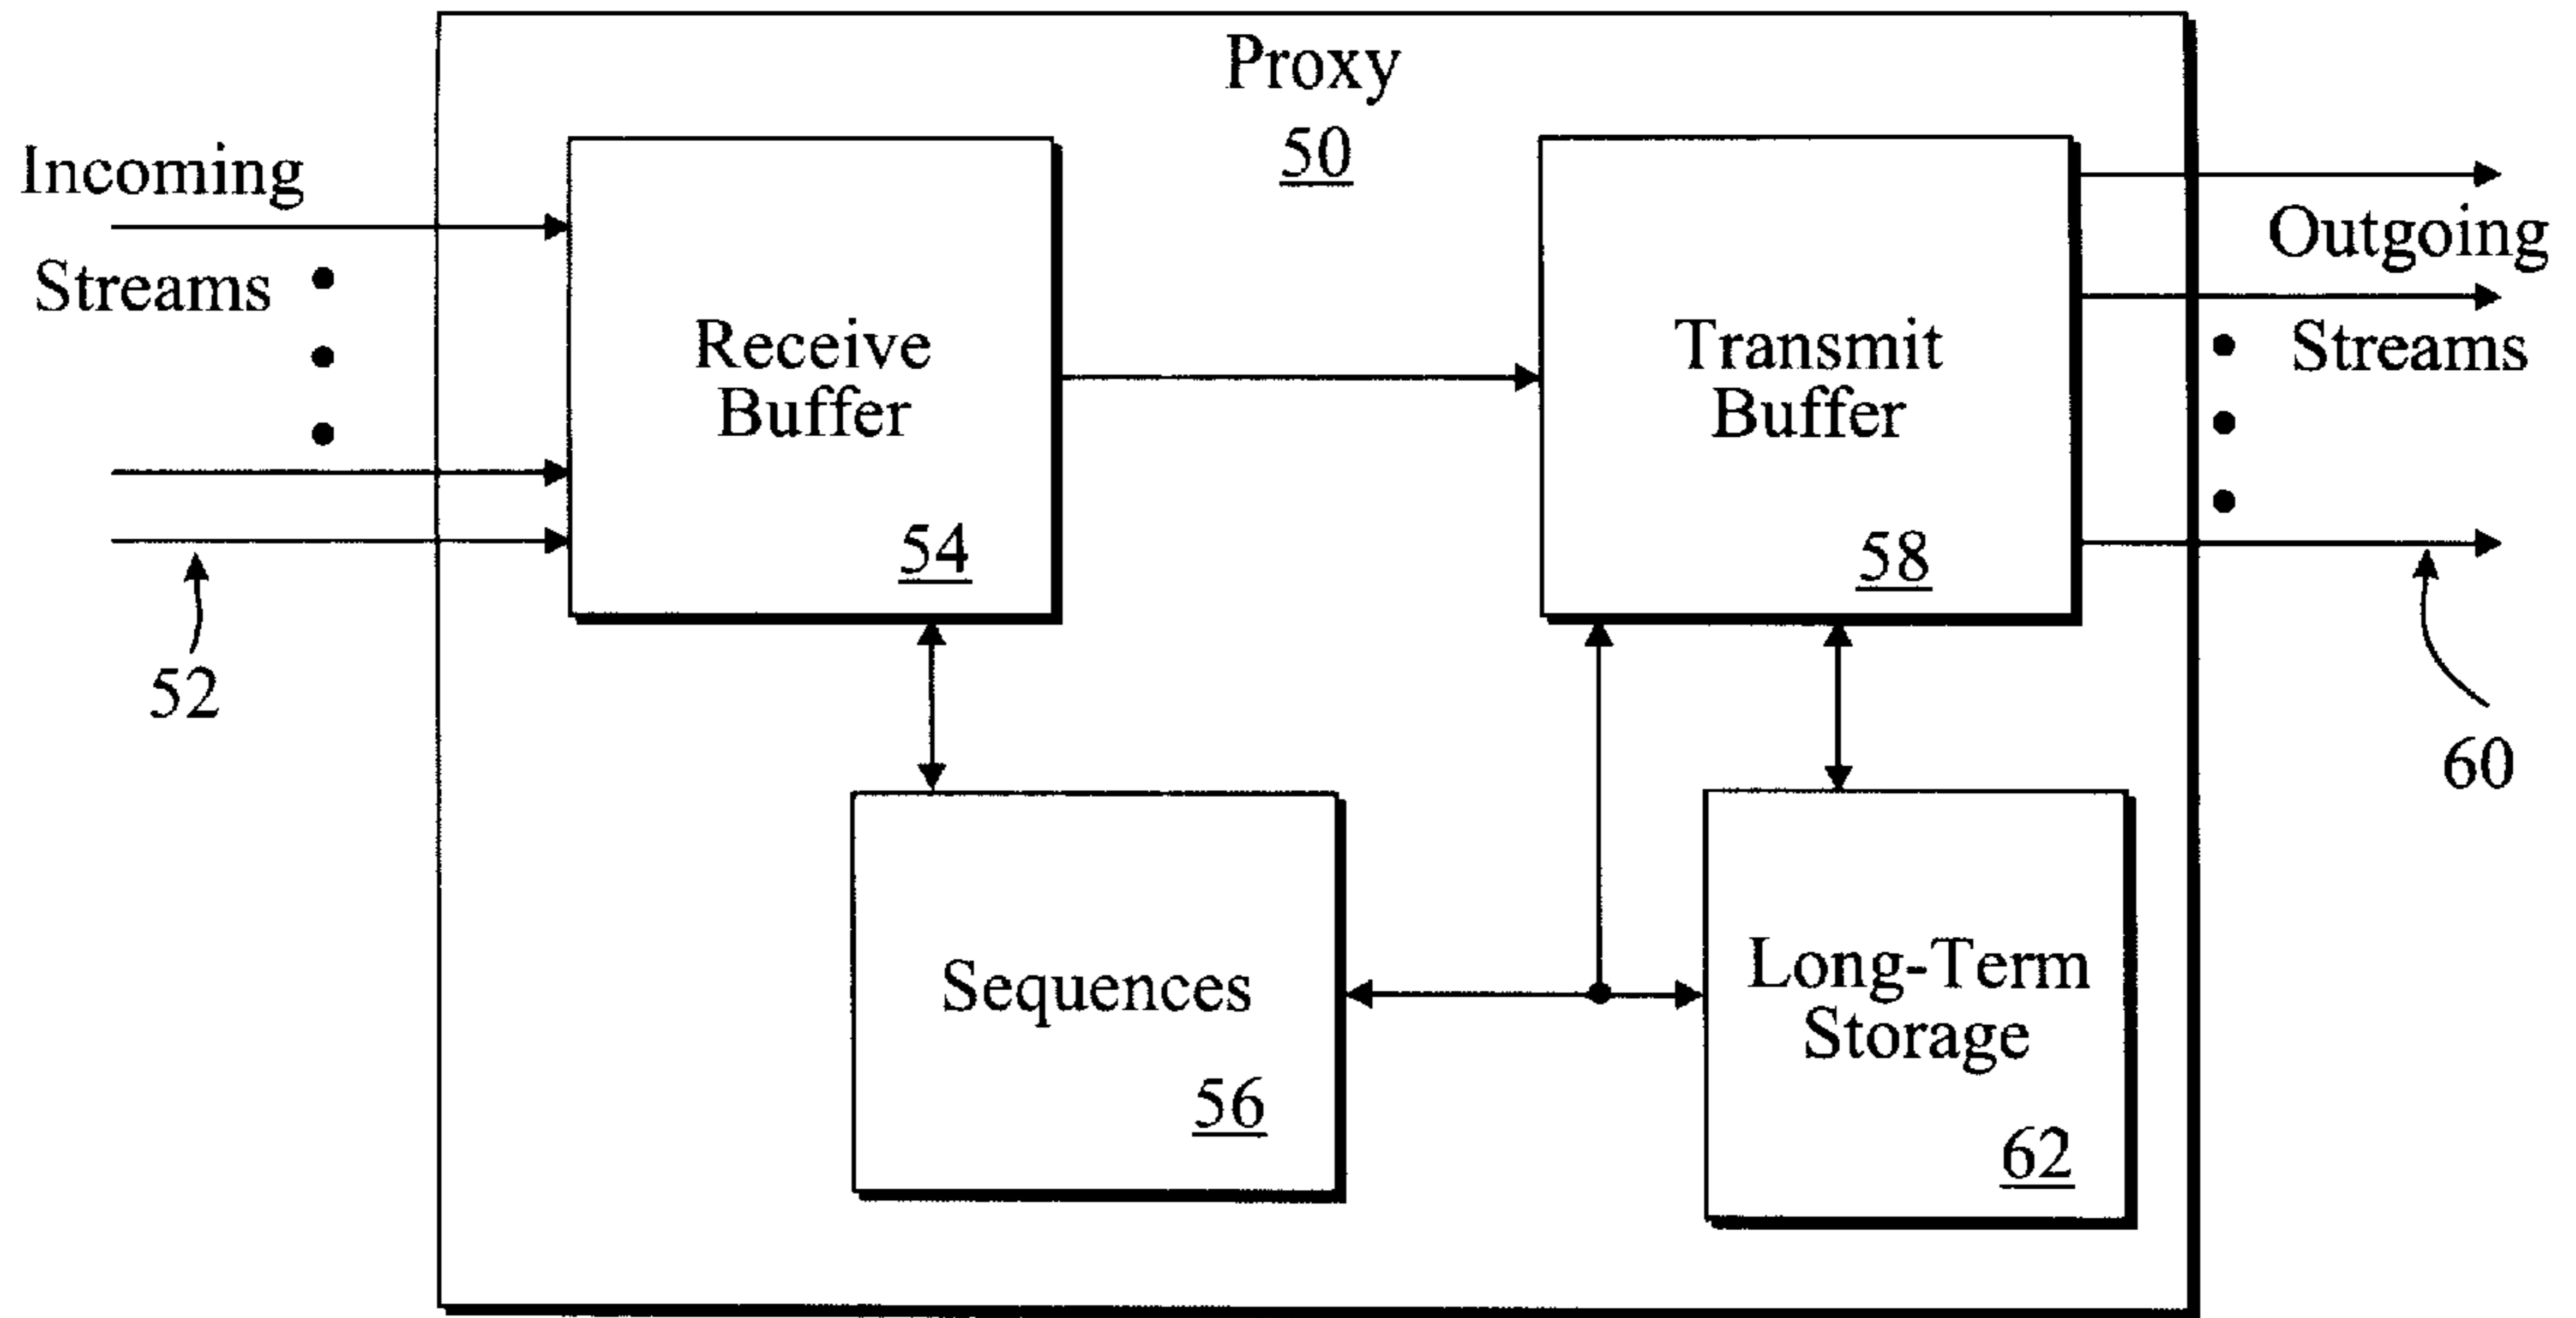 Proxy
50
Incoming
Streams
52
Receive
Buffer
54
Transmit
Buffer
58
Outgoing
Streams
60
Sequences
56
Long-Term
Storage
62